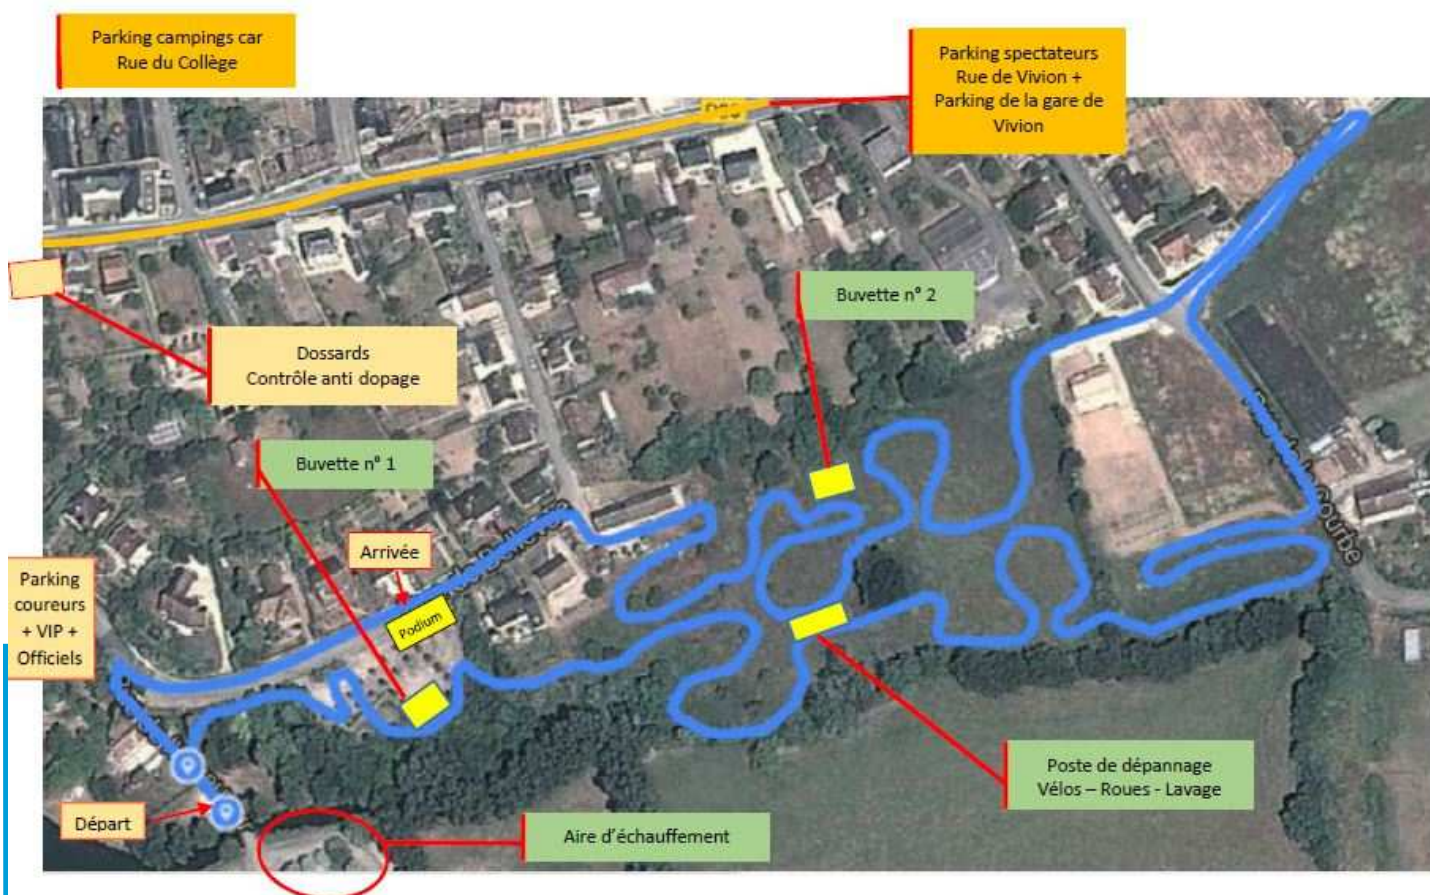 Parking campings car
Rue du Collège
Parking spectateurs
Rue de Vivion +
Parking de la gare de
Vivion
Buvette n° 2
Dossards
Contrôle anti dopage
Buvette n° 1
Arrivée
Podium
Parking
coureurs
+ VIP +
Officiels
Départ
Aire d'échauffement
Poste de dépannage
Vélos – Roues - Lavage